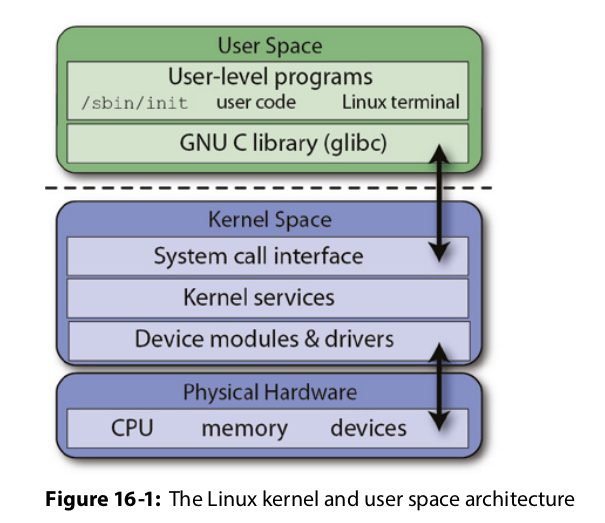 User Space
User-level programs
/sbin/init user code Linux terminal
GNU C library (glibc)
Kernel Space
System call interface
Kernel services
Device modules & drivers
Physical Hardware
CPU memory devices
Figure 16-1: The Linux kernel and user space architecture